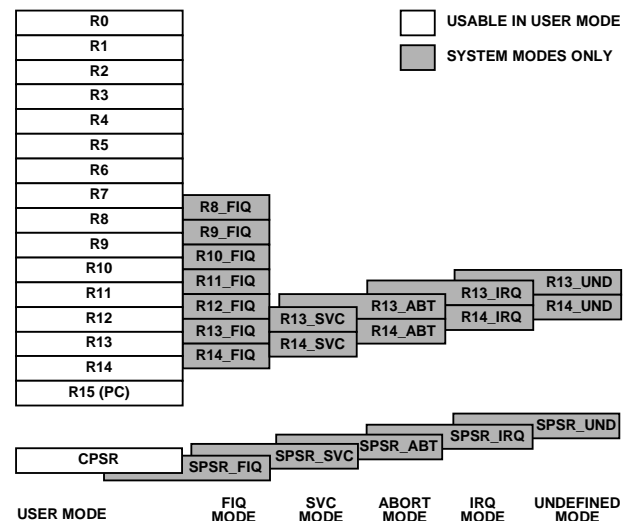 R0
R1
R2
R3
R4
R5
R6
R7
R8
R9
R10
R11
R12
R13
R14
R15 (PC)
USABLE IN USER MODE
SYSTEM MODES ONLY
R8_FIQ
R9_FIQ
R10_FIQ
R11_FIQ
R12_FIQ
R13_FIQ
R14_FIQ
R13_SVC
R14_SVC
R13_ABT
R14_ABT
R13_IRQ
R14_IRQ
R13_UND
R14_UND
CPSR
SPSR_FIQ
SPSR_SVC
SPSR_ABT
SPSR_IRQ
SPSR_UND
USER MODE
FIQ
MODE
SVC
MODE
ABORT
MODE
IRQ
MODE
UNDEFINED
MODE